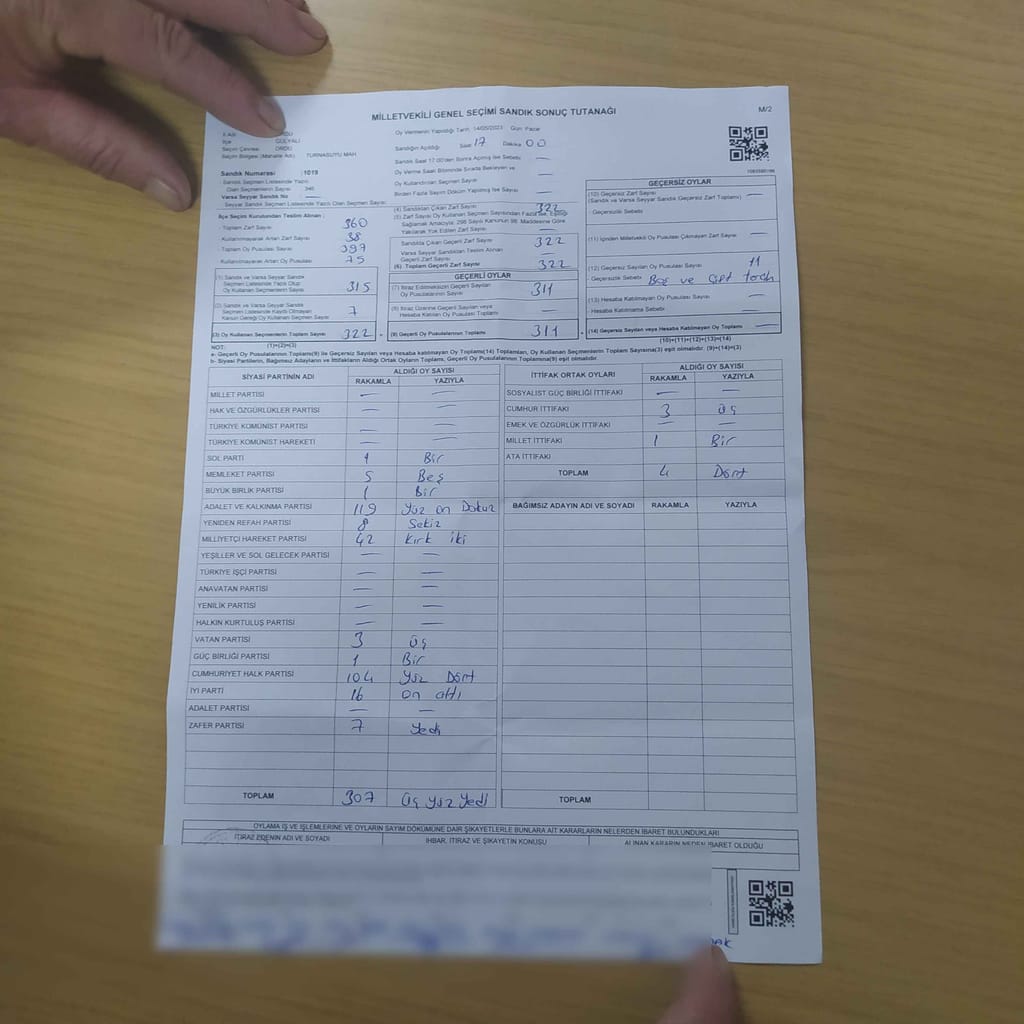 MİLLETVEKİLİ GENEL SEÇİMİ SANDIK SONUÇ TUTANAĞI
M/2
İlçe GÜLYALI
Seçim Çevresi ORDU
Seçim Bölgesi (Mahalle Adı) TURNASUYU MAH
Sandık Numarası : 1019
Sandık Seçmen Listesinde Yazılı
Olan Seçmenlerin Sayısı 346
Varsa Seyyar Sandık No —
Seyyar Sandık Seçmen Listesinde Yazılı Olan Seçmen Sayısı
Oy Vermenin Yapıldığı Tarih: 14/05/2023 Gün: Pazar
Sandığın Açıldığı Saat 17 Dakika 00
Sandık Saat 17.00'den Sonra Açılmış İse Sebebi —
Oy Verme Saat Bitiminde Sırada Bekleyen ve
Oy Kullandırılan Seçmen Sayısı —
Birden Fazla Sayım Döküm Yapılmış İse Sayısı —
İlçe Seçim Kurulundan Teslim Alınan ;
- Toplam Zarf Sayısı 360
- Kullanılmayarak Artan Zarf Sayısı 38
- Toplam Oy Pusulası Sayısı 397
- Kullanılmayarak Artan Oy Pusulası Sayısı 75
(1) Sandık ve Varsa Seyyar Sandık
Seçmen Listesinde Yazılı Olup
Oy Kullanan Seçmenlerin Sayısı 315
(2) Sandık ve Varsa Seyyar Sandık
Seçmen Listesinde Kaydı Olmayan
Kanun Gereği Oy Kullanan Seçmen Sayısı 7
(3) Oy Kullanan Seçmenlerin Toplam Sayısı 322
(1)+(2)=(3)
(4) Sandıktan Çıkan Zarf Sayısı 322
(5) Zarf Sayısı Oy Kullanan Seçmen Sayısından Fazla İse, Eşitliği
Sağlamak Amacıyla; 298 Sayılı Kanunun 98. Maddesine Göre
Yakılarak Yok Edilen Zarf Sayısı —
Sandıkta Çıkan Geçerli Zarf Sayısı 322
Varsa Seyyar Sandıktan Teslim Alınan
Geçerli Zarf Sayısı —
(6) Toplam Geçerli Zarf Sayısı 322
GEÇERLİ OYLAR
(7) İtiraz Edilmeksizin Geçerli Sayılan
Oy Pusulalarının Sayısı 311
(8) İtiraz Üzerine Geçerli Sayılan veya
Hesaba Katılan Oy Pusulası Toplamı —
(9) Geçerli Oy Pusulalarının Toplamı 311
GEÇERSİZ OYLAR
(10) Geçersiz Zarf Sayısı
(Sandık ve Varsa Seyyar Sandık Geçersiz Zarf Toplamı) —
- Geçersizlik Sebebi
(11) İçinden Milletvekili Oy Pusulası Çıkmayan Zarf Sayısı —
(12) Geçersiz Sayılan Oy Pusulası Sayısı 11
- Geçersizlik Sebebi Boş ve Çift tercih
(13) Hesaba Katılmayan Oy Pusulası Sayısı —
- Hesaba Katılmama Sebebi
(14) Geçersiz Sayılan veya Hesaba Katılmayan Oy Toplamı —
(10)+(11)+(12)+(13)=(14)
NOT:
a- Geçerli Oy Pusulalarının Toplamı(9) ile Geçersiz Sayılan veya Hesaba katılmayan Oy Toplamı(14) Toplamları, Oy Kullanan Seçmenlerin Toplam Sayısına(3) eşit olmalıdır. (9)+(14)=(3)
b- Siyasi Partilerin, Bağımsız Adayların ve İttifakların Aldığı Ortak Oyların Toplamı, Geçerli Oy Pusulalarının Toplamına(9) eşit olmalıdır.
SİYASİ PARTİNİN ADI ALDIĞI OY SAYISI
RAKAMLA YAZIYLA
MİLLET PARTİSİ — —
HAK VE ÖZGÜRLÜKLER PARTİSİ — —
TÜRKİYE KOMÜNİST PARTİSİ — —
TÜRKİYE KOMÜNİST HAREKETİ — —
SOL PARTİ 1 Bir
MEMLEKET PARTİSİ 5 Beş
BÜYÜK BİRLİK PARTİSİ 1 Bir
ADALET VE KALKINMA PARTİSİ 119 Yüz on Dokuz
YENİDEN REFAH PARTİSİ 8 Sekiz
MİLLİYETÇİ HAREKET PARTİSİ 42 Kırk iki
YEŞİLLER VE SOL GELECEK PARTİSİ — —
TÜRKİYE İŞÇİ PARTİSİ — —
ANAVATAN PARTİSİ — —
YENİLİK PARTİSİ — —
HALKIN KURTULUŞ PARTİSİ — —
VATAN PARTİSİ 3 üç
GÜÇ BİRLİĞİ PARTİSİ 1 Bir
CUMHURİYET HALK PARTİSİ 104 Yüz Dört
İYİ PARTİ 16 on altı
ADALET PARTİSİ — —
ZAFER PARTİSİ 7 Yedi
TOPLAM 307 Üç Yüz Yedi
İTTİFAK ORTAK OYLARI ALDIĞI OY SAYISI
RAKAMLA YAZIYLA
SOSYALİST GÜÇ BİRLİĞİ İTTİFAKI — —
CUMHUR İTTİFAKI 3 üç
EMEK VE ÖZGÜRLÜK İTTİFAKI — —
MİLLET İTTİFAKI 1 Bir
ATA İTTİFAKI
TOPLAM 4 Dört
BAĞIMSIZ ADAYIN ADI VE SOYADI RAKAMLA YAZIYLA
TOPLAM
OYLAMA İŞ VE İŞLEMLERİNE VE OYLARIN SAYIM DÖKÜMÜNE DAİR ŞİKAYETLERLE BUNLARA AİT KARARLARIN NELERDEN İBARET BULUNDUKLARI
İTİRAZ EDENİN ADI VE SOYADI İHBAR, İTİRAZ VE ŞİKAYETİN KONUSU ALINAN KARARIN NEDEN İBARET OLDUĞU